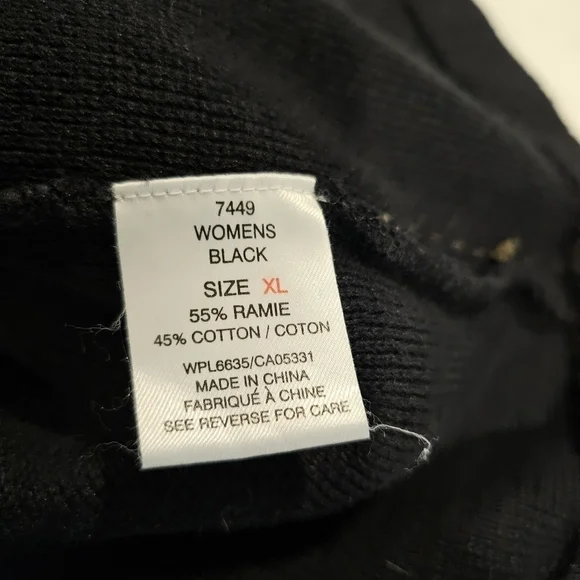 7449
WOMENS
BLACK
SIZE XL
55% RAMIE
45% COTTON / COTON
WPL6635/CA05331
MADE IN CHINA
FABRIQUÉ À CHINE
SEE REVERSE FOR CARE